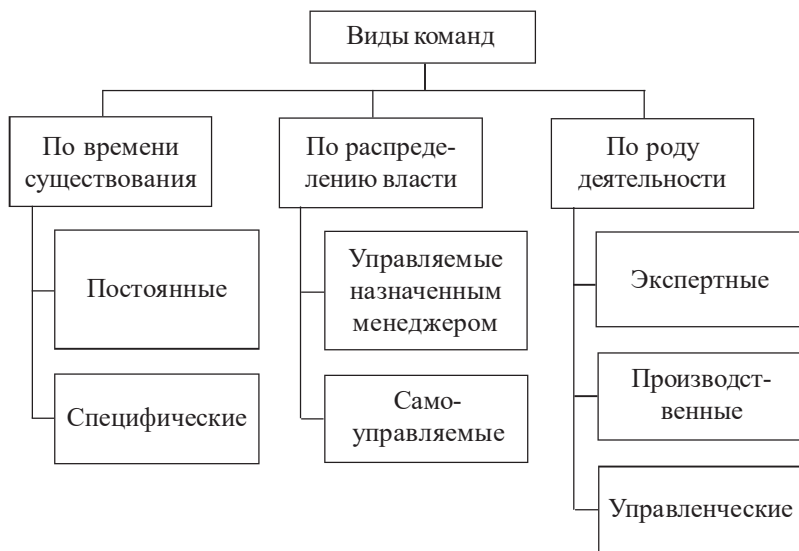 Виды команд
По времени
существования
Постоянные
Специфические
По распреде-
лению власти
Управляемые
назначенным
менеджером
Само-
управляемые
По роду
деятельности
Экспертные
Производст-
венные
Управленческие